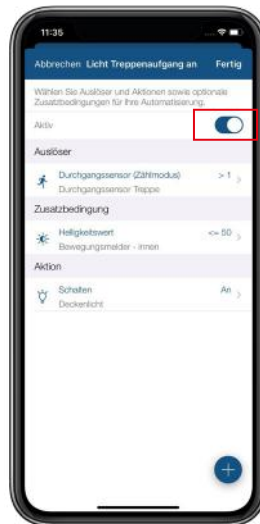 11:35
Abbrechen Licht Treppenaufgang an Fertig
Wählen Sie Auslöser und Aktionen sowie optionale
Zusatzbedingungen für Ihre Automatisierung.
Aktiv
Auslöser
Durchgangssensor (Zählmodus) > 1
Durchgangssensor Treppe
Zusatzbedingung
Helligkeitswert <= 50
Bewegungsmelder - innen
Aktion
Schalten An
Deckenlicht